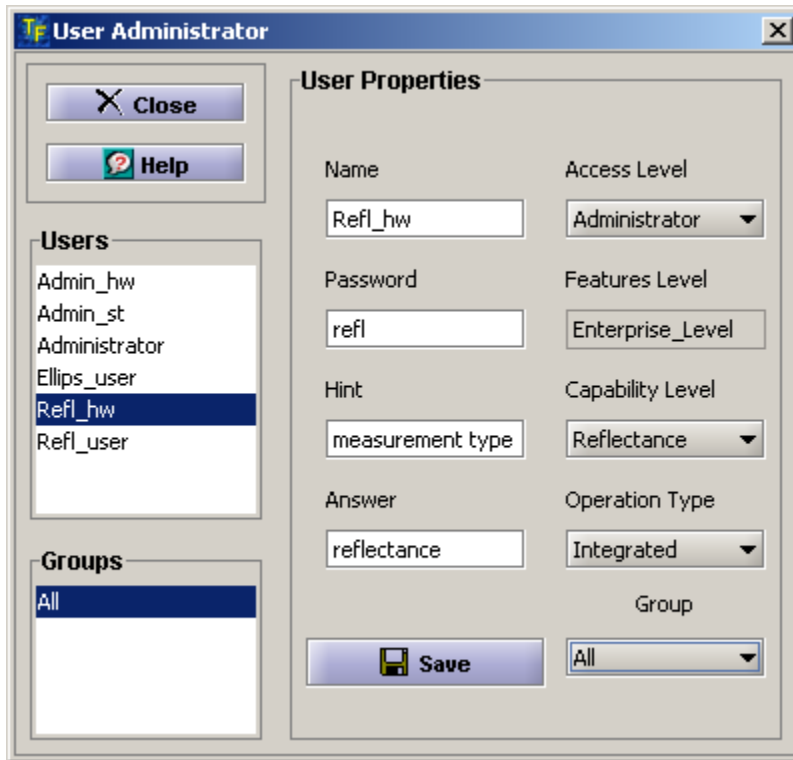 TF User Administrator
Close
Help
Users
Admin_hw
Admin_st
Administrator
Ellips_user
Refl_hw
Refl_user
Groups
All
User Properties
Name
Access Level
Refl_hw
Administrator
Password
Features Level
refl
Enterprise_Level
Hint
Capability Level
measurement type
Reflectance
Answer
Operation Type
reflectance
Integrated
Group
Save
All